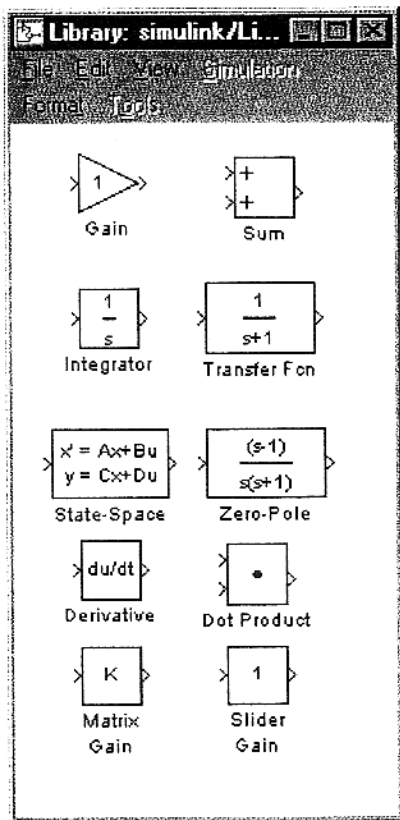 Library: simulink/Li...
File Edit View Simulation
Format Tools
1
Gain
+
+
Sum
1
s
Integrator
1
s+1
Transfer Fcn
x' = Ax+Bu
y = Cx+Du
State-Space
(s-1)
s(s+1)
Zero-Pole
du/dt
Derivative
Dot Product
K
Matrix
Gain
1
Slider
Gain